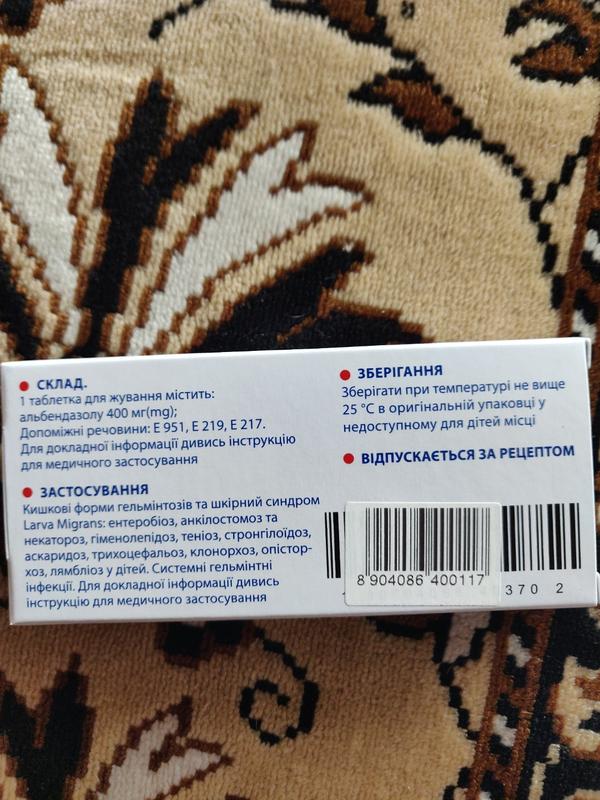 СКЛАД.
1 таблетка для жування містить:
альбендазолу 400 мг(mg);
Допоміжні речовини: Е 951, Е 219, Е 217.
Для докладної інформації дивись інструкцію
для медичного застосування
ЗАСТОСУВАННЯ
Кишкові форми гельмінтозів та шкірний синдром
Larva Migrans: ентеробіоз, анкілостомоз та
некатороз, гіменолепідоз, теніоз, стронгілоїдоз,
аскаридоз, трихоцефальоз, клонорхоз, опістор-
хоз, лямбліоз у дітей. Системні гельмінтні
інфекції. Для докладної інформації дивись
інструкцію для медичного застосування
ЗБЕРІГАННЯ
Зберігати при температурі не вище
25 °С в оригінальній упаковці у
недоступному для дітей місці
ВІДПУСКАЄТЬСЯ ЗА РЕЦЕПТОМ
8 904086 400117
370 2